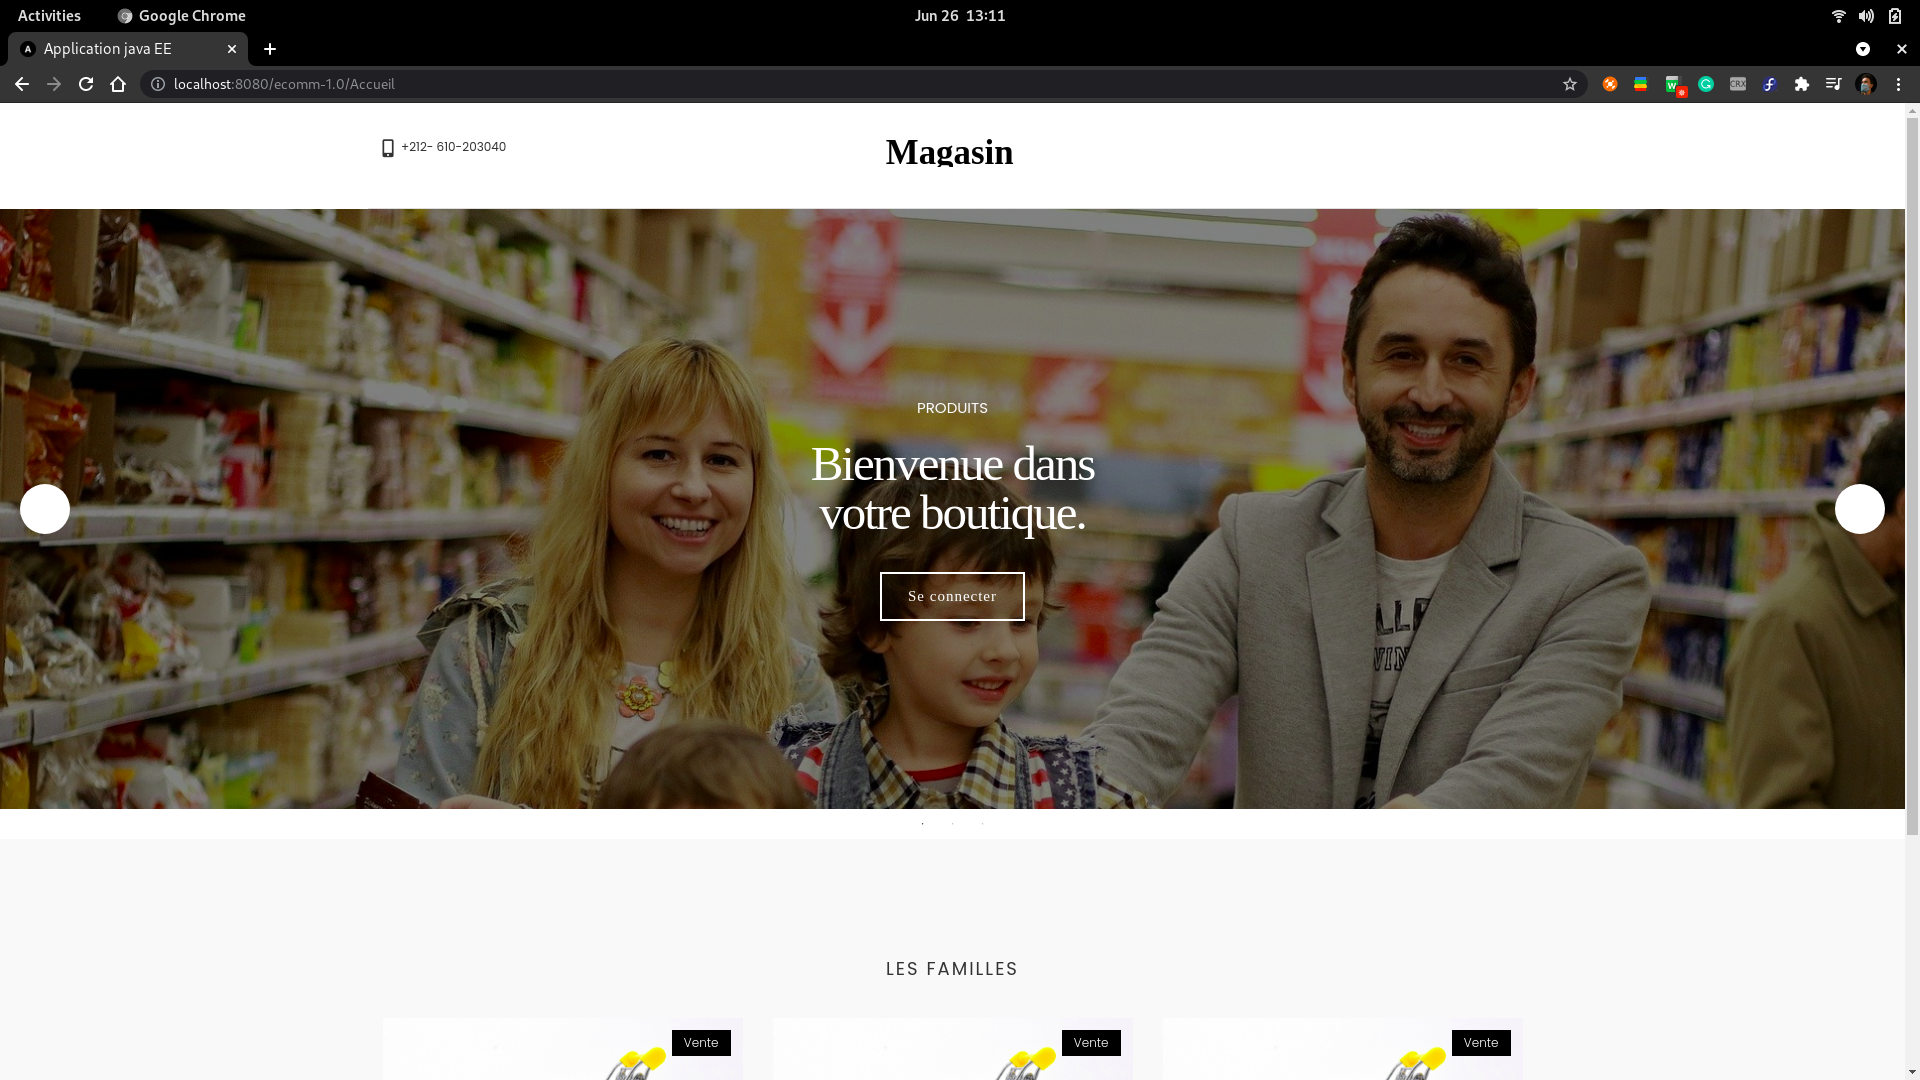 Activities
Google Chrome
Jun 26 13:11
Application java EE
localhost:8080/ecomm-1.0/Accueil
+212- 610-203040
Magasin
PRODUITS
Bienvenue dans
votre boutique.
Se connecter
LES FAMILLES
Vente
Vente
Vente